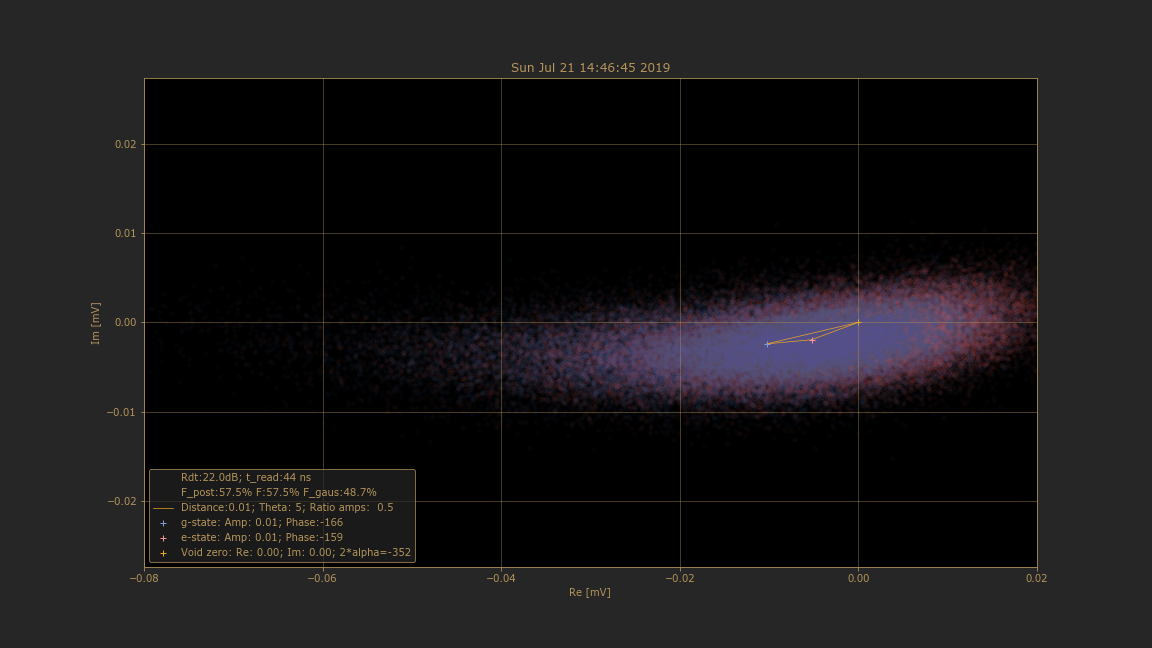 Sun Jul 21 14:46:45 2019
0.02
0.01
0.00
−0.01
−0.02
Im [mV]
Rdt:22.0dB; t_read:44 ns
F_post:57.5% F:57.5% F_gaus:48.7%
Distance:0.01; Theta: 5; Ratio amps:  0.5
g-state: Amp: 0.01; Phase:-166
e-state: Amp: 0.01; Phase:-159
Void zero: Re: 0.00; Im: 0.00; 2*alpha=-352
−0.08 −0.06 −0.04 −0.02 0.00 0.02
Re [mV]